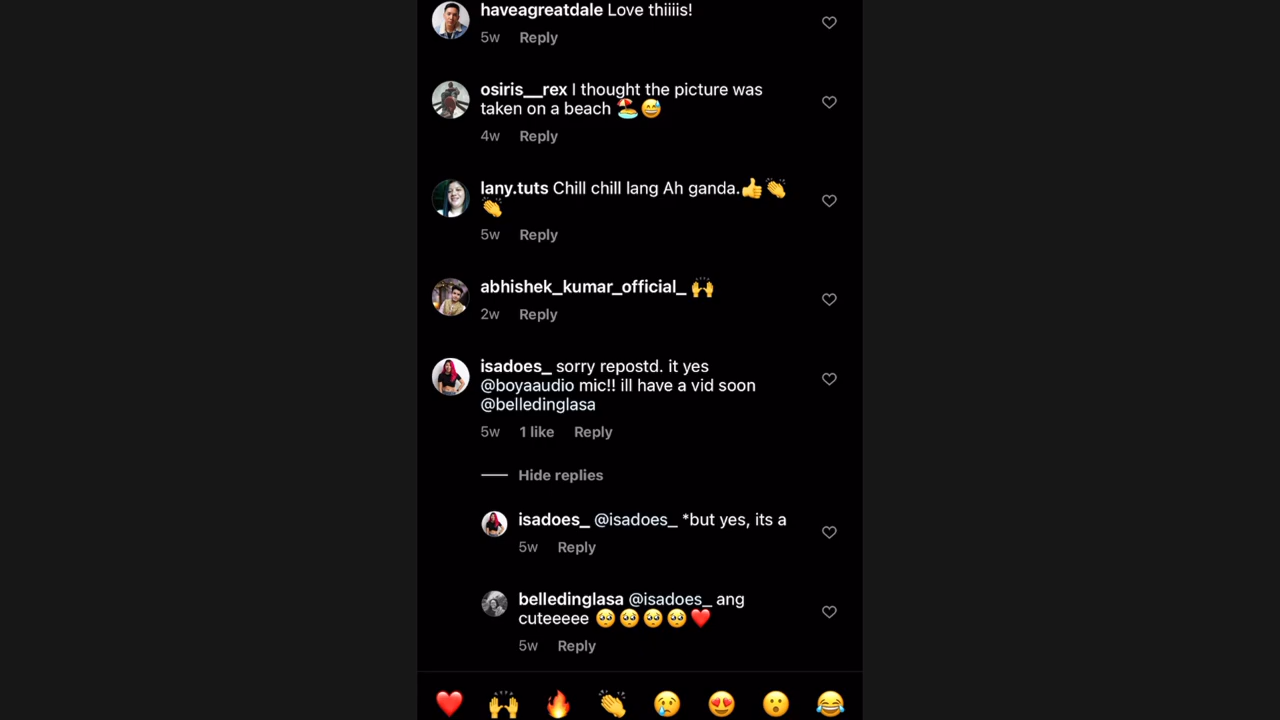 haveagreatdale Love thiiiis!
5w Reply
osiris__rex I thought the picture was
taken on a beach 🏖️😅
4w Reply
lany.tuts Chill chill lang Ah ganda.👍👏
👏
5w Reply
abhishek_kumar_official_ 🙌
2w Reply
isadoes_ sorry repostd. it yes
@boyaaudio mic!! ill have a vid soon
@belledinglasa
5w 1 like Reply
Hide replies
isadoes_ @isadoes_ *but yes, its a
5w Reply
belledinglasa @isadoes_ ang
cuteeeee 🥺🥺🥺🥺❤️
5w Reply
❤️🙌🔥👏😢😍😮😂